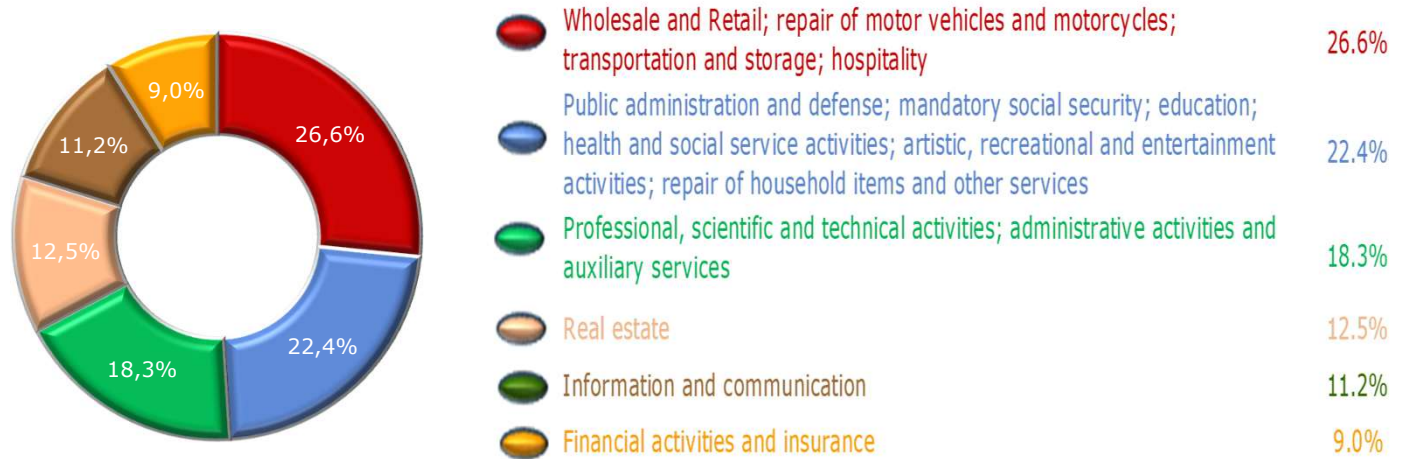 9,0%
26,6%
11,2%
12,5%
22,4%
18,3%
Wholesale and Retail; repair of motor vehicles and motorcycles;
transportation and storage; hospitality
26.6%
Public administration and defense; mandatory social security; education;
health and social service activities; artistic, recreational and entertainment
activities; repair of household items and other services
22.4%
Professional, scientific and technical activities; administrative activities and
auxiliary services
18.3%
Real estate
12.5%
Information and communication
11.2%
Financial activities and insurance
9.0%